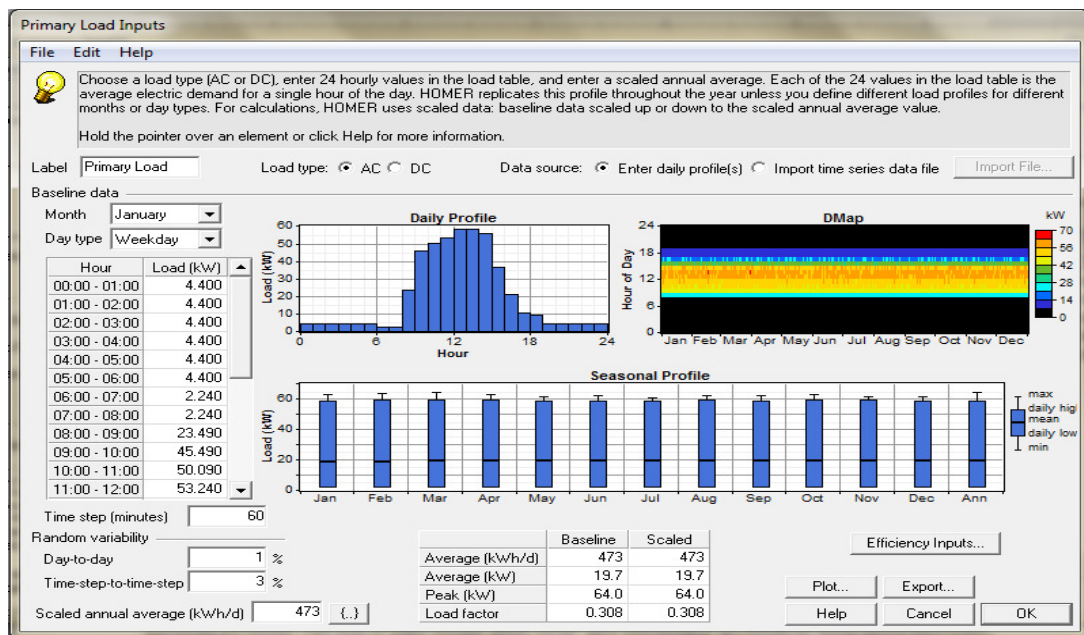 Primary Load Inputs
File Edit Help
Choose a load type (AC or DC), enter 24 hourly values in the load table, and enter a scaled annual average. Each of the 24 values in the load table is the
average electric demand for a single hour of the day. HOMER replicates this profile throughout the year unless you define different load profiles for different
months or day types. For calculations, HOMER uses scaled data: baseline data scaled up or down to the scaled annual average value.
Hold the pointer over an element or click Help for more information.
Label Primary Load Load type: AC DC Data source: Enter daily profile(s) Import time series data file Import File...
Baseline data
Month January
Day type Weekday
Hour Load (kW)
00:00 - 01:00 4.400
01:00 - 02:00 4.400
02:00 - 03:00 4.400
03:00 - 04:00 4.400
04:00 - 05:00 4.400
05:00 - 06:00 4.400
06:00 - 07:00 2.240
07:00 - 08:00 2.240
08:00 - 09:00 23.490
09:00 - 10:00 45.490
10:00 - 11:00 50.090
11:00 - 12:00 53.240
Time step (minutes) 60
Random variability
Day-to-day 1 %
Time-step-to-time-step 3 %
Scaled annual average (kWh/d) 473 {..}
Daily Profile
Load (kW)
60
50
40
30
20
10
0
0 6 12 18 24
Hour
DMap
Hour of Day
24
18
12
6
0
Jan Feb Mar Apr May Jun Jul Aug Sep Oct Nov Dec
kW
70
56
42
28
14
0
Seasonal Profile
Load (kW)
60
40
20
0
Jan Feb Mar Apr May Jun Jul Aug Sep Oct Nov Dec Ann
max
daily hig
mean
daily low
min
Baseline Scaled
Average (kWh/d) 473 473
Average (kW) 19.7 19.7
Peak (kW) 64.0 64.0
Load factor 0.308 0.308
Efficiency Inputs...
Plot... Export...
Help Cancel OK